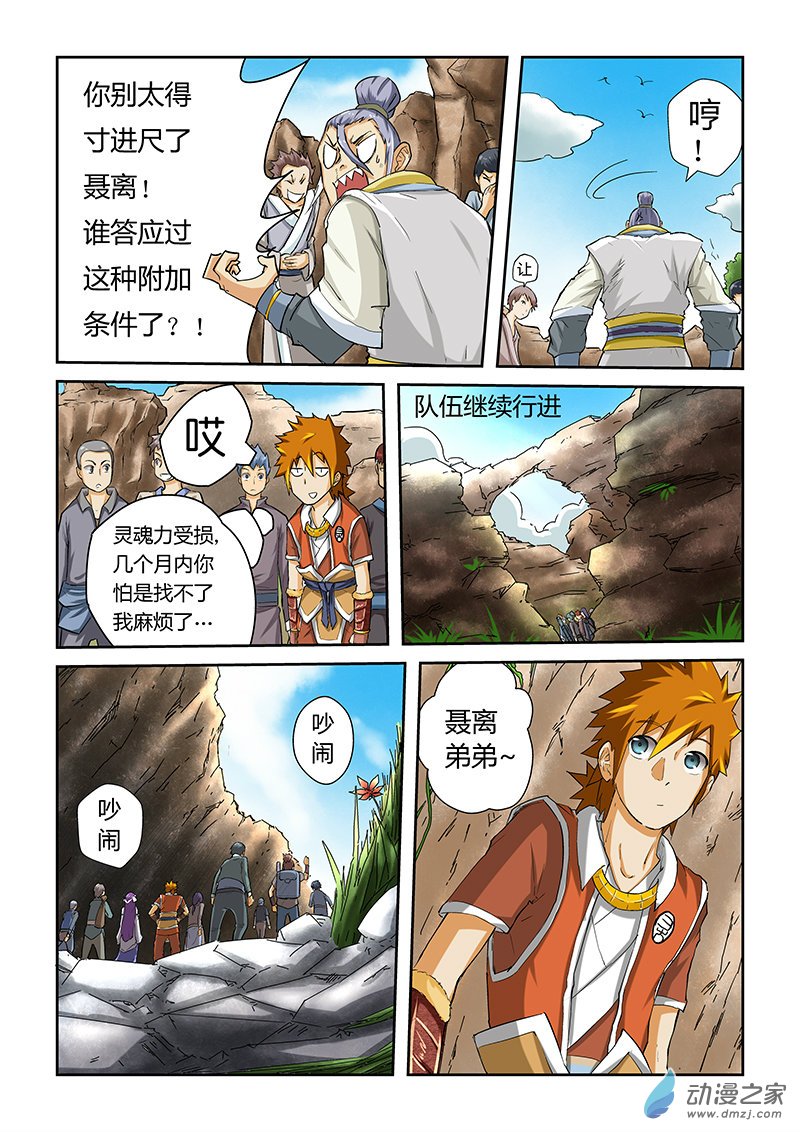 你别太得
寸进尺了
聂离！
谁答应过
这种附加
条件了？！
哼！
让
哎
灵魂力受损，
几个月内你
怕是找不了
我麻烦了…
队伍继续行进
吵
闹
吵
闹
聂离
弟弟~
动漫之家
www.dmzj.com